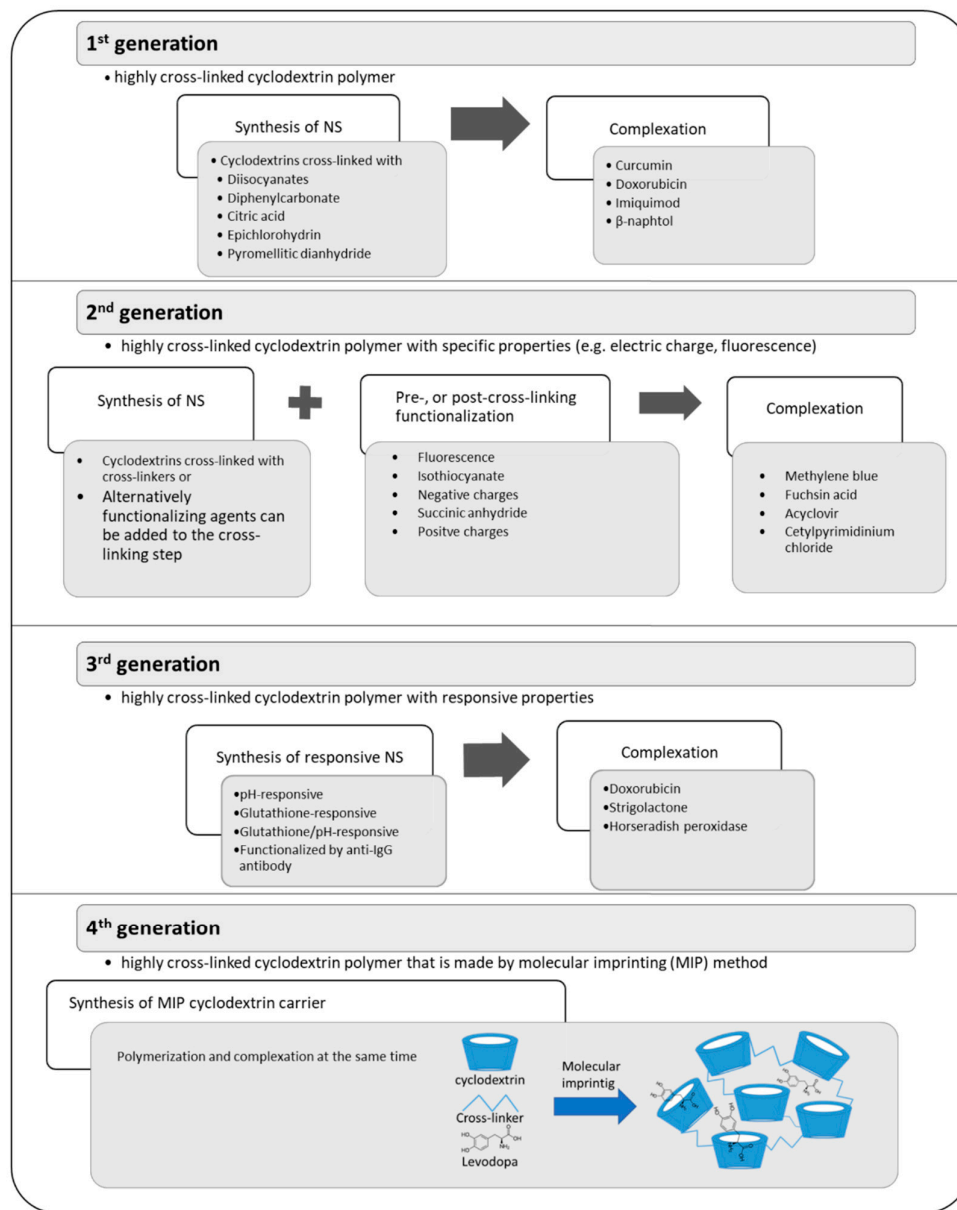 1st generation
• highly cross-linked cyclodextrin polymer
Synthesis of NS
• Cyclodextrins cross-linked with
• Diisocyanates
• Diphenylcarbonate
• Citric acid
• Epichlorohydrin
• Pyromellitic dianhydride
Complexation
• Curcumin
• Doxorubicin
• Imiquimod
• β-naphtol
2nd generation
• highly cross-linked cyclodextrin polymer with specific properties (e.g. electric charge, fluorescence)
Synthesis of NS
• Cyclodextrins cross-linked with
cross-linkers or
• Alternatively
functionalizing agents can
be added to the cross-
linking step
Pre-, or post-cross-linking
functionalization
• Fluorescence
• Isothiocyanate
• Negative charges
• Succinic anhydride
• Positve charges
Complexation
• Methylene blue
• Fuchsin acid
• Acyclovir
• Cetylpyrimidinium
chloride
3rd generation
• highly cross-linked cyclodextrin polymer with responsive properties
Synthesis of responsive NS
•pH-responsive
•Glutathione-responsive
•Glutathione/pH-responsive
•Functionalized by anti-IgG
antibody
Complexation
•Doxorubicin
•Strigolactone
•Horseradish peroxidase
4th generation
• highly cross-linked cyclodextrin polymer that is made by molecular imprinting (MIP) method
Synthesis of MIP cyclodextrin carrier
Polymerization and complexation at the same time
cyclodextrin
Cross-linker
HO
HO
O
OH
NH2
Levodopa
Molecular
imprintig